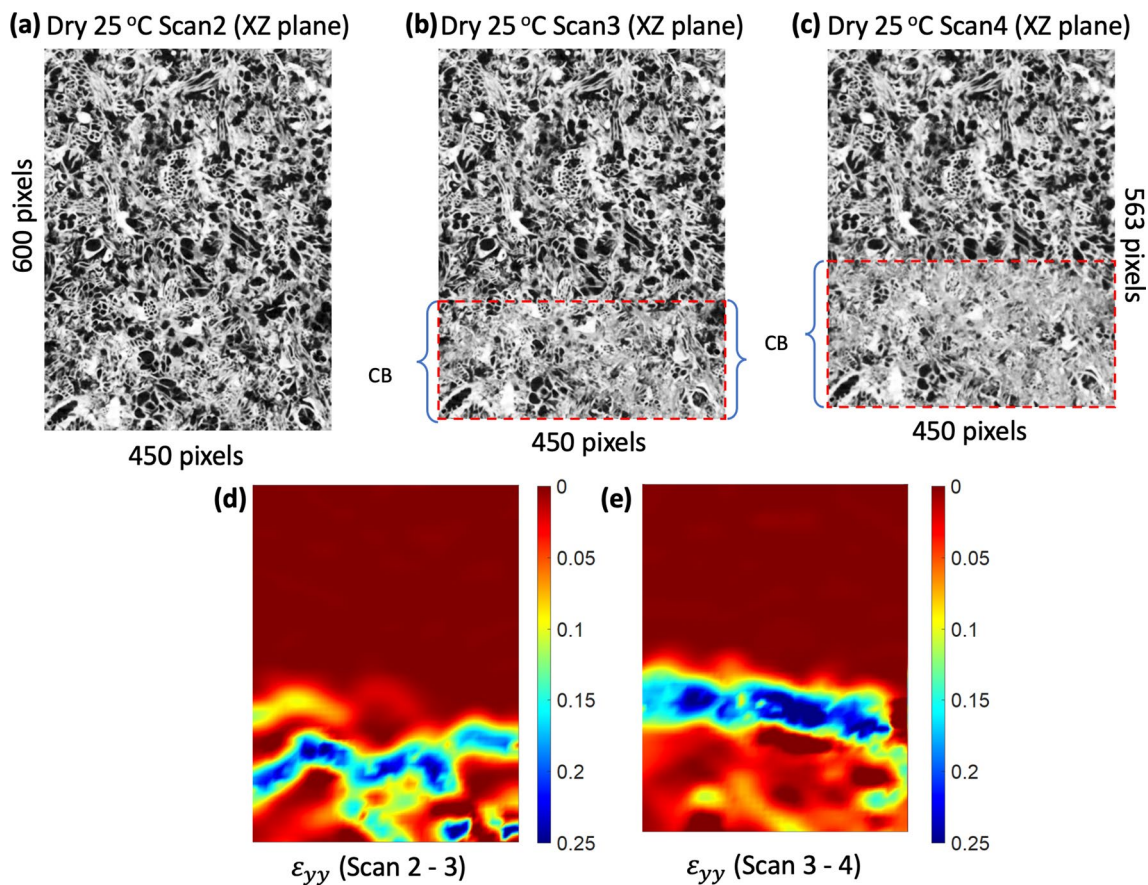 (a) Dry 25 °C Scan2 (XZ plane)
(b) Dry 25 °C Scan3 (XZ plane)
(c) Dry 25 °C Scan4 (XZ plane)
600 pixels
563 pixels
CB
CB
450 pixels
450 pixels
450 pixels
(d)
0
0.05
0.1
0.15
0.2
0.25
(e)
0
0.05
0.1
0.15
0.2
0.25
εyy (Scan 2 - 3)
εyy (Scan 3 - 4)